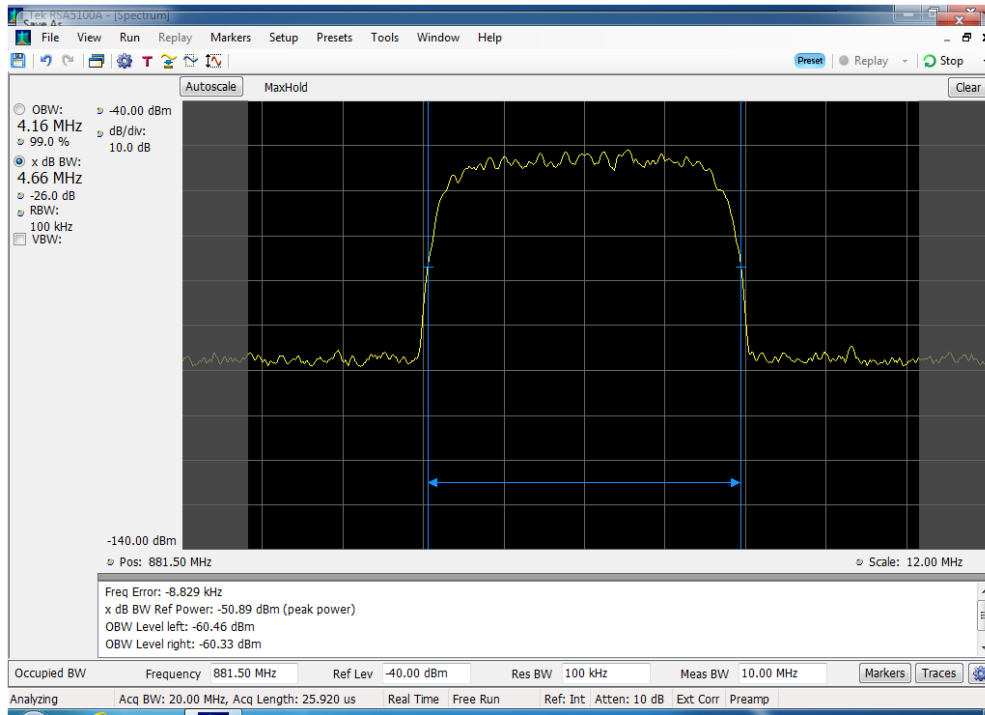 Tek RSA5100A - [Spectrum]
Save As
File View Run Replay Markers Setup Presets Tools Window Help
T Preset Replay Stop
Autoscale MaxHold Clear
OBW:
4.16 MHz
99.0 %
x dB BW:
4.66 MHz
-26.0 dB
RBW:
100 kHz
VBW:
-40.00 dBm
dB/div:
10.0 dB
-140.00 dBm
Pos: 881.50 MHz Scale: 12.00 MHz
Freq Error: -8.829 kHz
x dB BW Ref Power: -50.89 dBm (peak power)
OBW Level left: -60.46 dBm
OBW Level right: -60.33 dBm
Occupied BW Frequency 881.50 MHz Ref Lev -40.00 dBm Res BW 100 kHz Meas BW 10.00 MHz Markers Traces
Analyzing Acq BW: 20.00 MHz, Acq Length: 25.920 us Real Time Free Run Ref: Int Atten: 10 dB Ext Corr Preamp